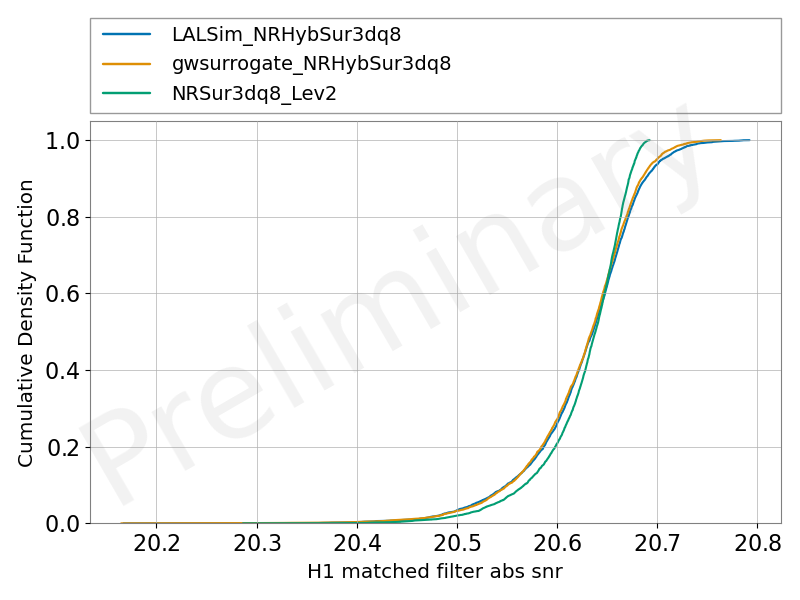 LALSim_NRHybSur3dq8
gwsurrogate_NRHybSur3dq8
NRSur3dq8_Lev2
1.0
0.8
0.6
0.4
0.2
0.0
Cumulative Density Function
Preliminary
20.2 20.3 20.4 20.5 20.6 20.7 20.8
H1 matched filter abs snr